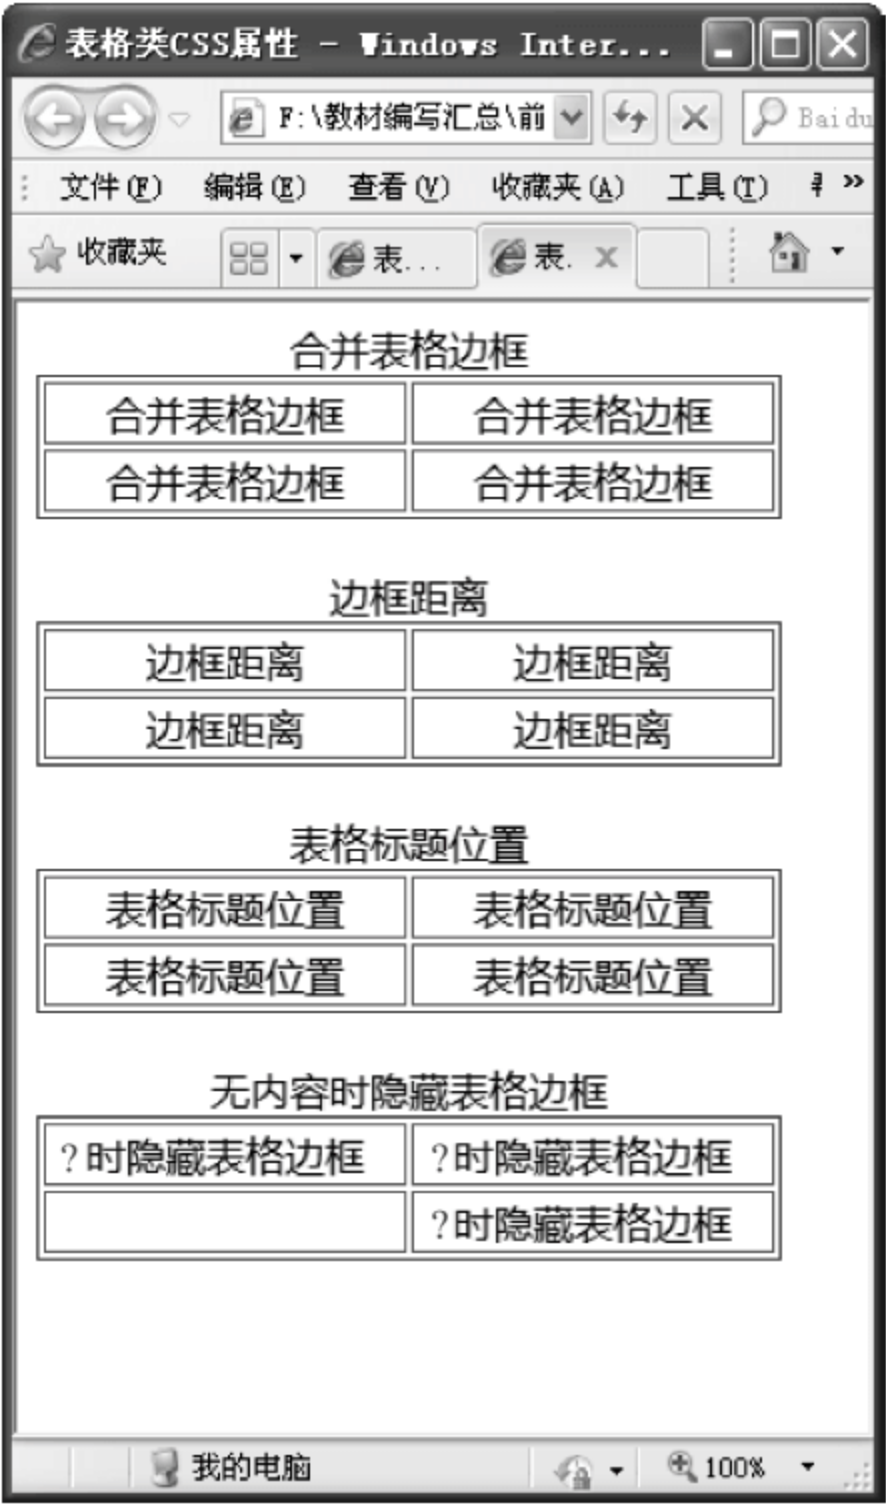 表格类CSS属性 - Windows Inter...
F:\教材编写汇总\前
Baidu
文件(F) 编辑(E) 查看(V) 收藏夹(A) 工具(T) »
收藏夹 表... 表.
合并表格边框
合并表格边框 合并表格边框
合并表格边框 合并表格边框
边框距离
边框距离 边框距离
边框距离 边框距离
表格标题位置
表格标题位置 表格标题位置
表格标题位置 表格标题位置
无内容时隐藏表格边框
?时隐藏表格边框 ?时隐藏表格边框
?时隐藏表格边框
我的电脑 100%